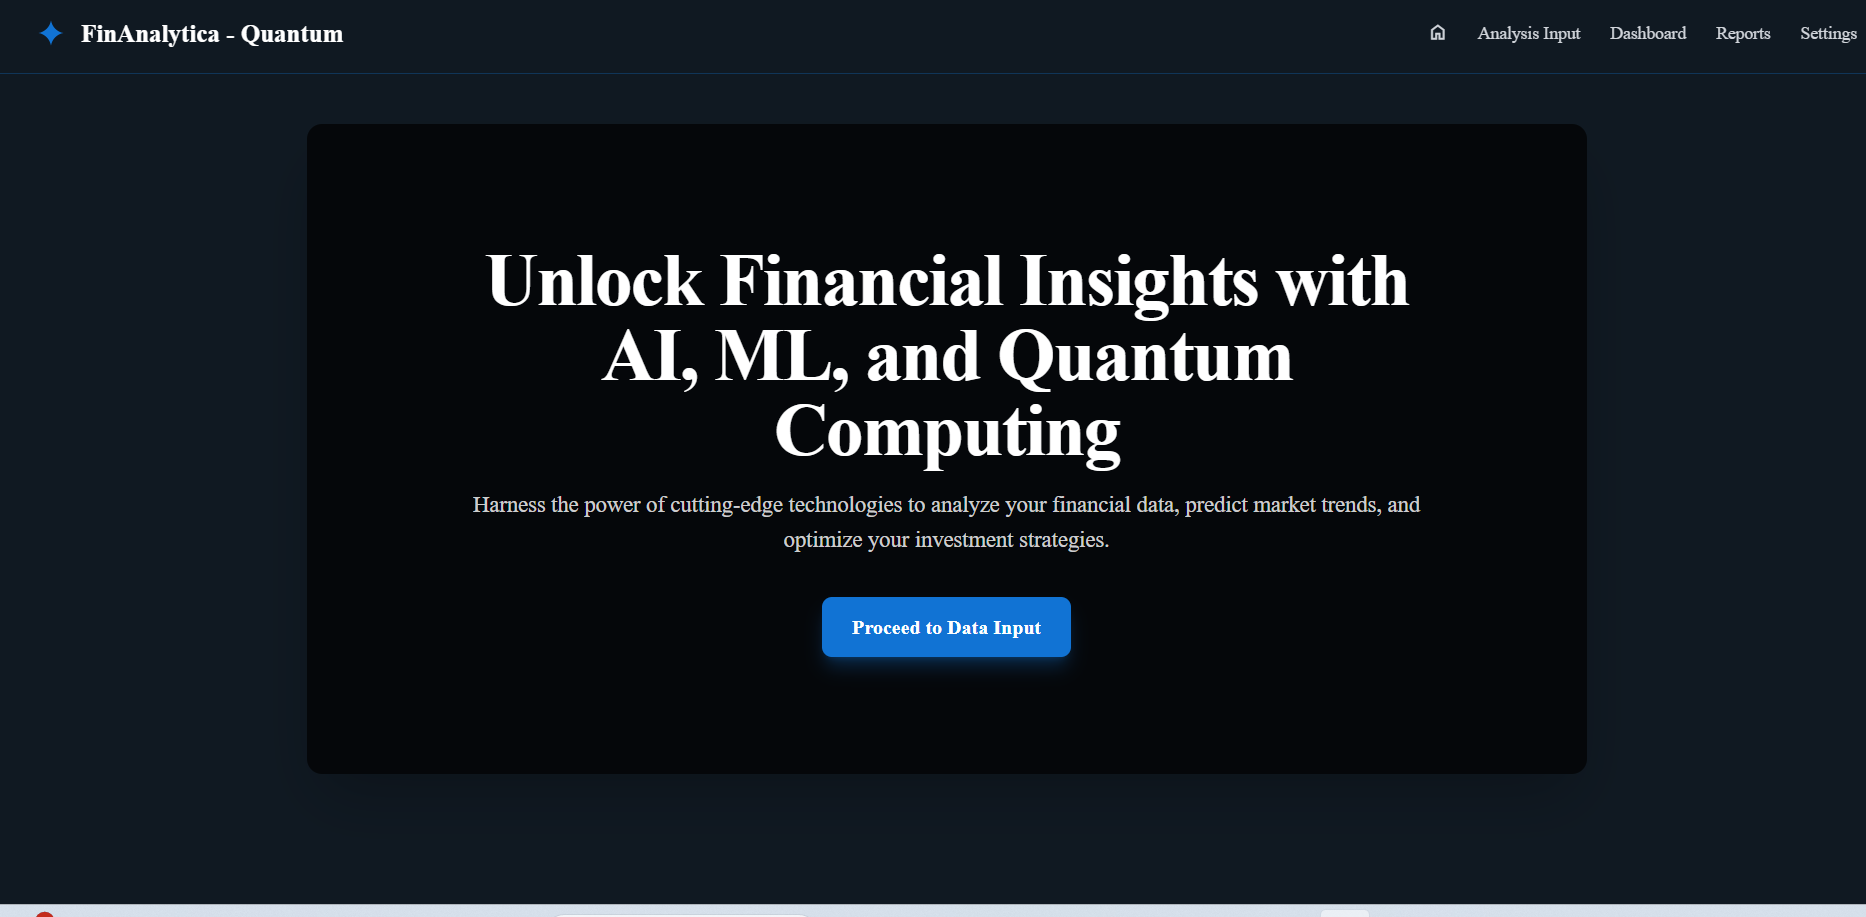 FinAnalytica - Quantum
Analysis Input
Dashboard
Reports
Settings
Unlock Financial Insights with
AI, ML, and Quantum
Computing
Harness the power of cutting-edge technologies to analyze your financial data, predict market trends, and
optimize your investment strategies.
Proceed to Data Input